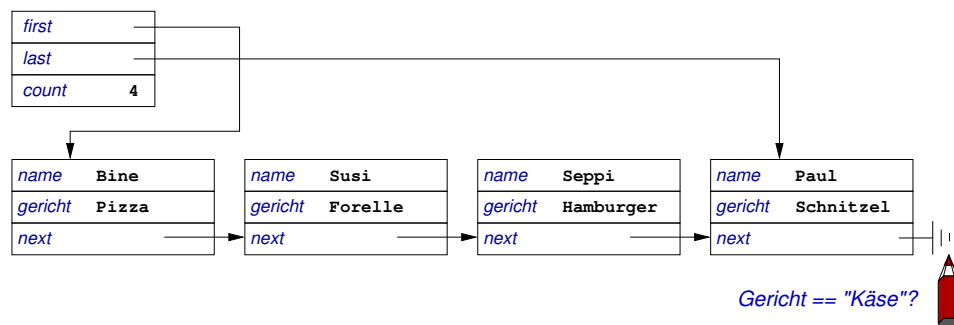 first
last
count 4
name Bine
gericht Pizza
next
name Susi
gericht Forelle
next
name Seppi
gericht Hamburger
next
name Paul
gericht Schnitzel
next
Gericht == "Käse"?